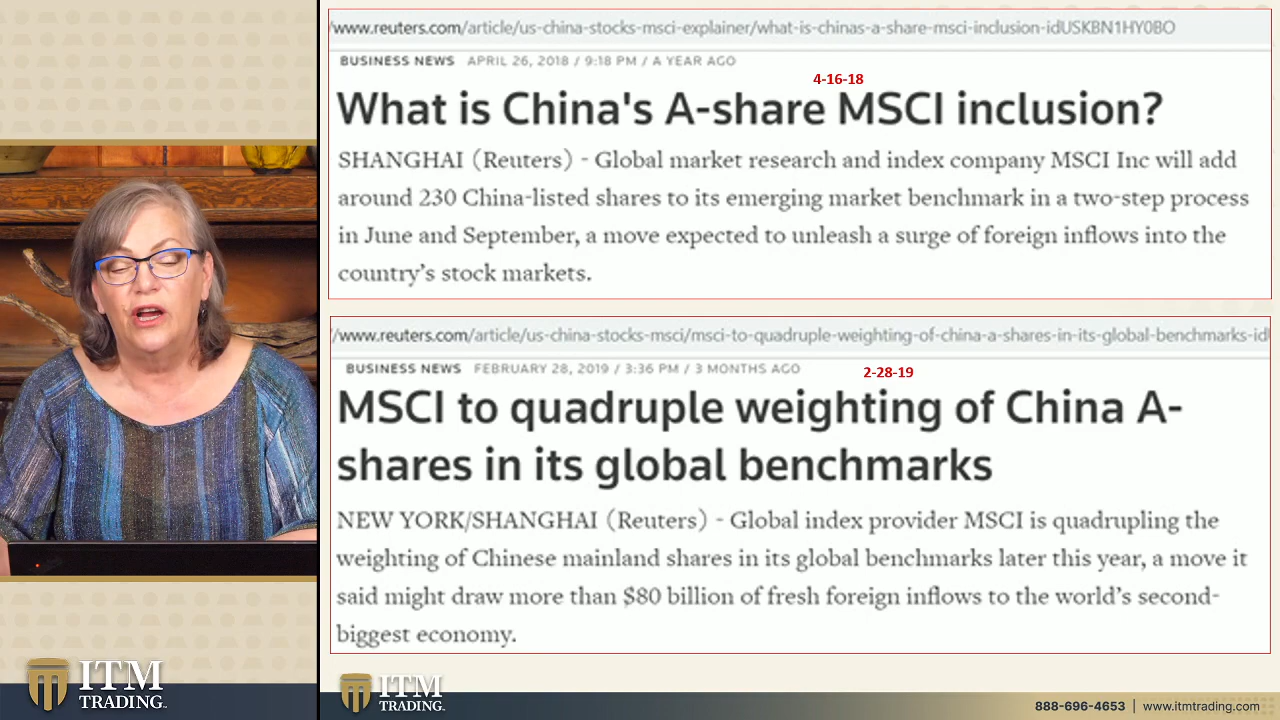 /www.reuters.com/article/us-china-stocks-msci-explainer/what-is-chinas-a-share-msci-inclusion-idUSKBN1HY0BO
BUSINESS NEWS APRIL 26, 2018 / 9:18 PM / A YEAR AGO
4-16-18
What is China's A-share MSCI inclusion?
SHANGHAI (Reuters) - Global market research and index company MSCI Inc will add
around 230 China-listed shares to its emerging market benchmark in a two-step process
in June and September, a move expected to unleash a surge of foreign inflows into the
country's stock markets.
/www.reuters.com/article/us-china-stocks-msci/msci-to-quadruple-weighting-of-china-a-shares-in-its-global-benchmarks-id
BUSINESS NEWS FEBRUARY 28, 2019 / 3:36 PM / 3 MONTHS AGO
2-28-19
MSCI to quadruple weighting of China A-
shares in its global benchmarks
NEW YORK/SHANGHAI (Reuters) - Global index provider MSCI is quadrupling the
weighting of Chinese mainland shares in its global benchmarks later this year, a move it
said might draw more than $80 billion of fresh foreign inflows to the world's second-
biggest economy.
ITM
TRADING
ITM
TRADING
888-696-4653 | www.itmtrading.com